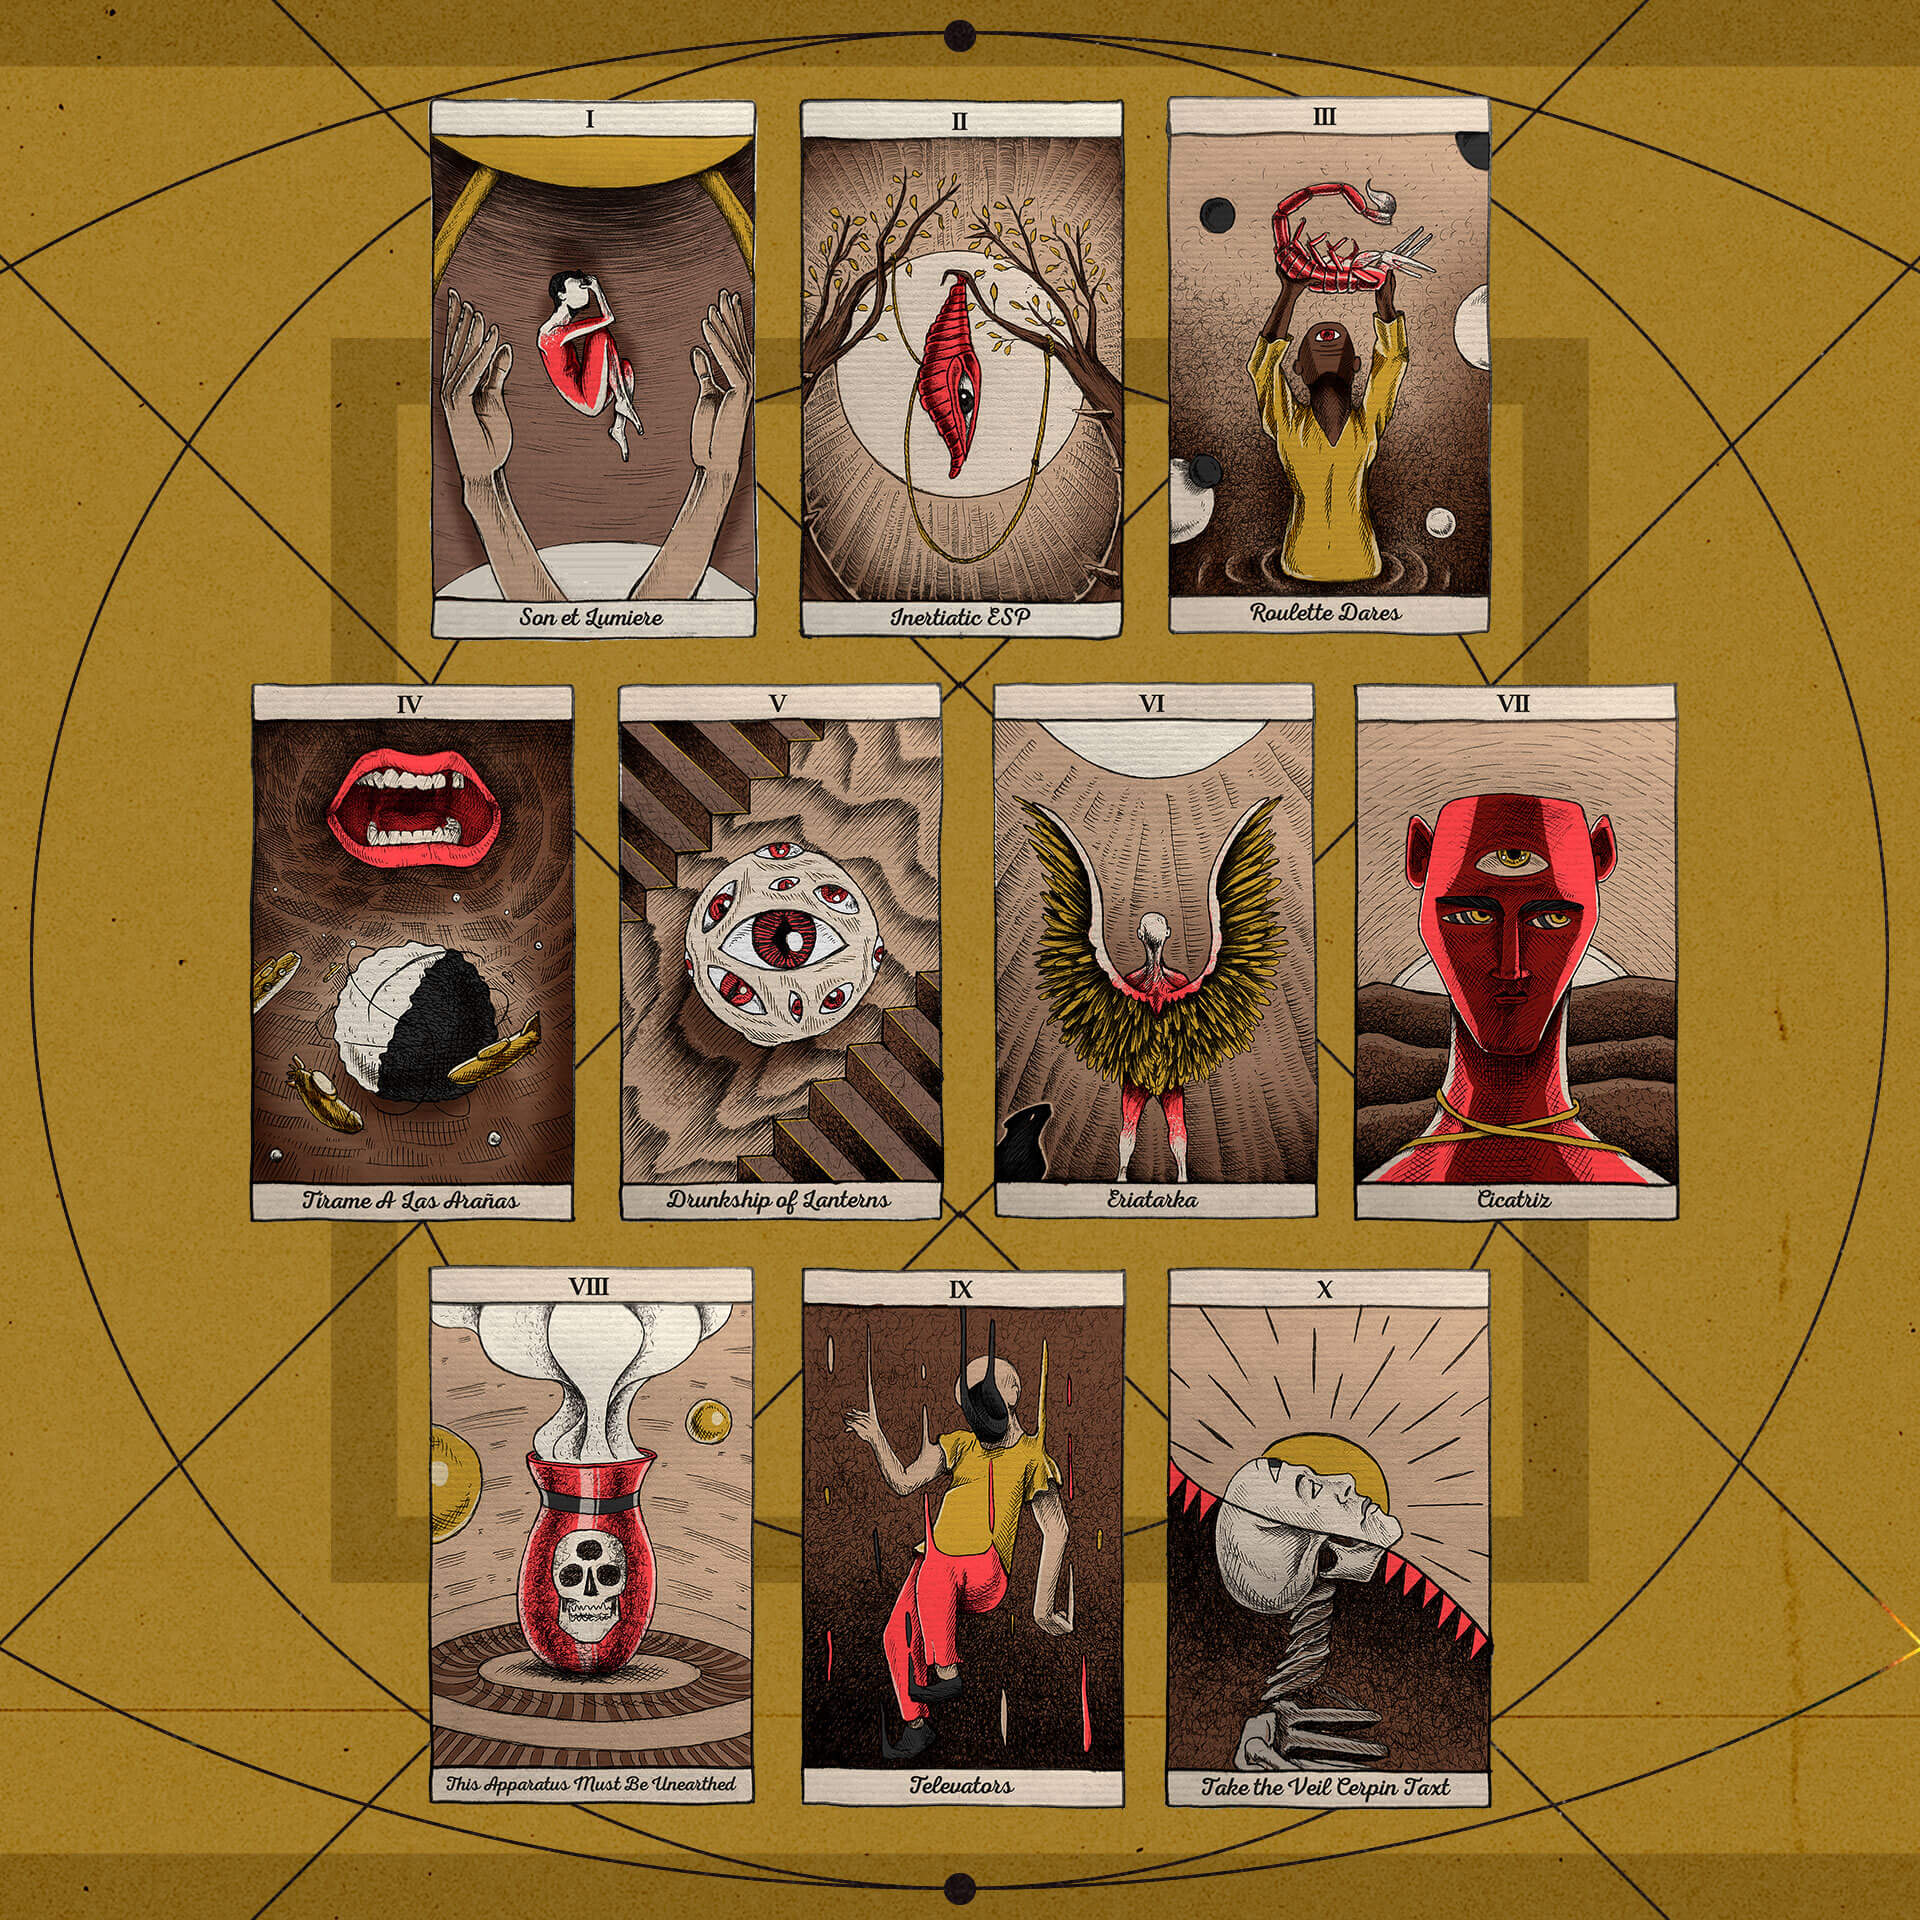 I
Son et Lumiere
II
Inertiatic ESP
III
Roulette Dares
IV
Tirame A Las Arañas
V
Drunkship of Lanterns
VI
Eriatarka
VII
Cicatriz
VIII
This Apparatus Must Be Unearthed
IX
Televators
X
Take the Veil Cerpin Taxt